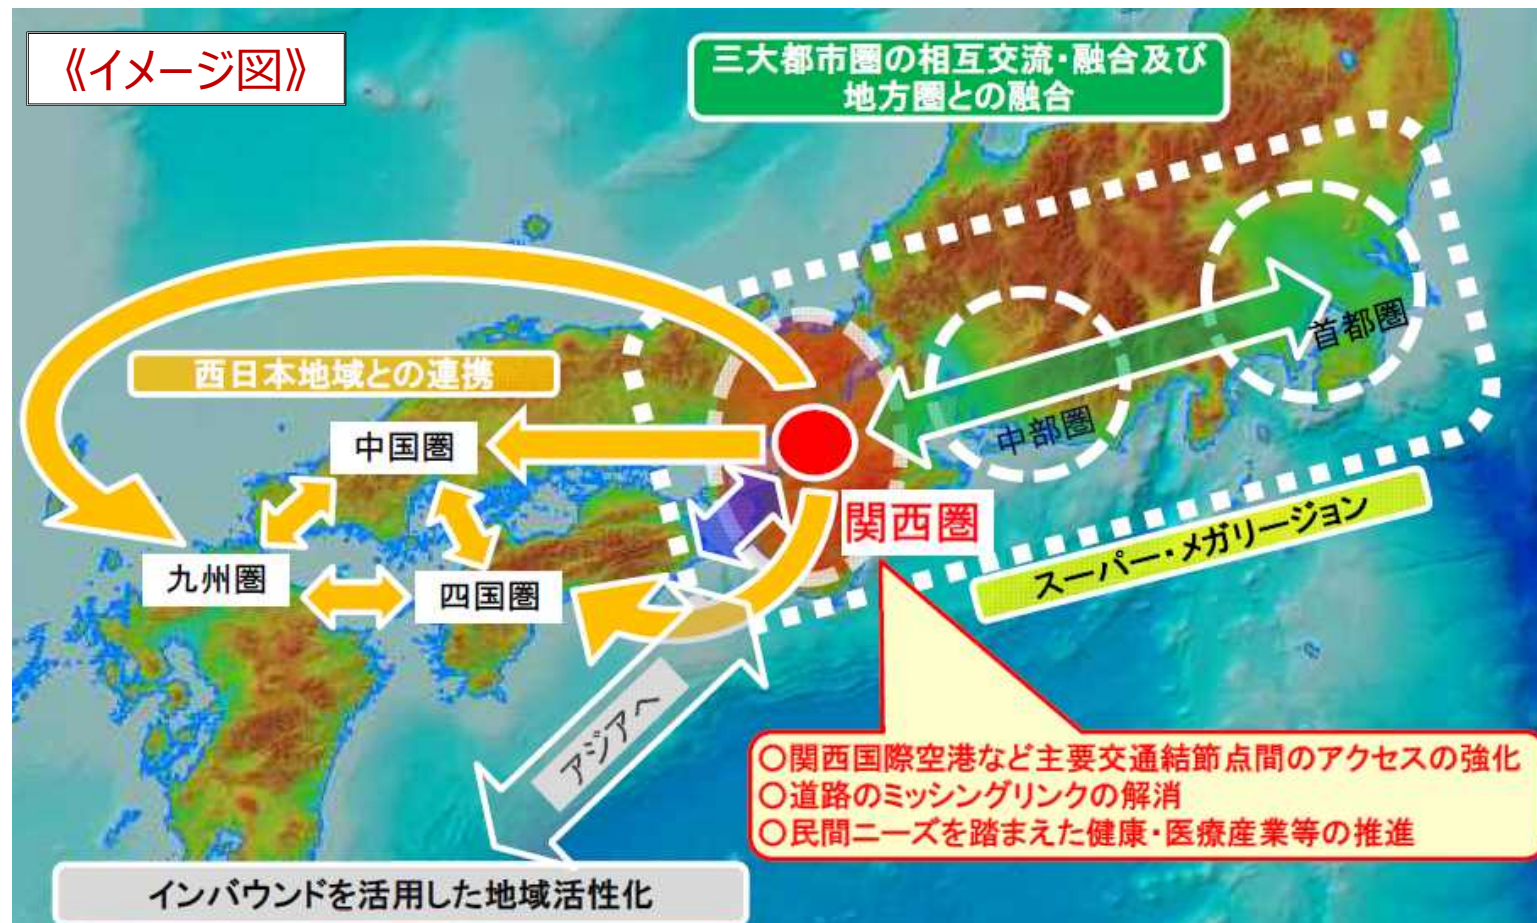 《イメージ図》
三大都市圏の相互交流・融合及び
地方圏との融合
西日本地域との連携
中国圏
九州圏
四国圏
関西圏
中部圏
首都圏
スーパー・メガリージョン
アジアへ
○関西国際空港など主要交通結節点間のアクセスの強化
○道路のミッシングリンクの解消
○民間ニーズを踏まえた健康・医療産業等の推進
インバウンドを活用した地域活性化